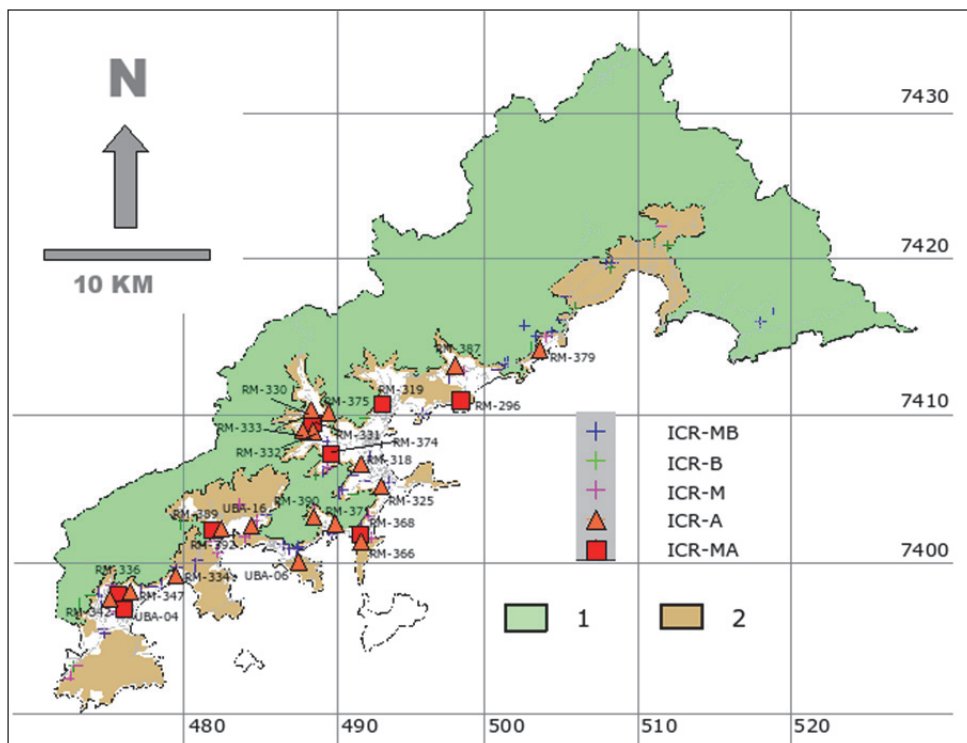 N
10 KM
7430
7420
RM-387
RM-379
RM-330
RM-375
RM-319
RM-296
7410
RM-333
RM-331
RM-374
RM-332
RM-318
RM-325
RM-390
RM-371
RM-368
RM-366
RM-389
UBA-16
RM-392
7400
UBA-06
RM-334
RM-336
RM-347
RM-342
UBA-04
ICR-MB
ICR-B
ICR-M
ICR-A
ICR-MA
1
2
480
490
500
510
520